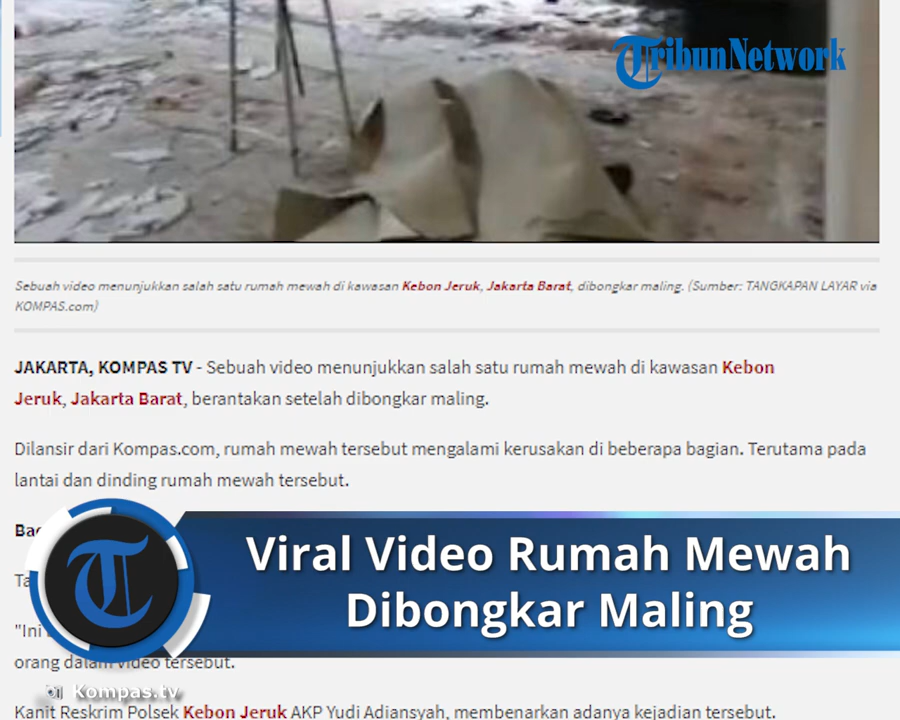 TribunNetwork
Sebuah video menunjukkan salah satu rumah mewah di kawasan Kebon Jeruk, Jakarta Barat, dibongkar maling. (Sumber: TANGKAPAN LAYAR via
KOMPAS.com)
JAKARTA, KOMPAS TV - Sebuah video menunjukkan salah satu rumah mewah di kawasan Kebon
Jeruk, Jakarta Barat, berantakan setelah dibongkar maling.
Dilansir dari Kompas.com, rumah mewah tersebut mengalami kerusakan di beberapa bagian. Terutama pada
lantai dan dinding rumah mewah tersebut.
Viral Video Rumah Mewah
Dibongkar Maling
"Ini
orang dalam video tersebut.
Kompas.tv
Kanit Reskrim Polsek Kebon Jeruk AKP Yudi Adiansyah, membenarkan adanya kejadian tersebut.